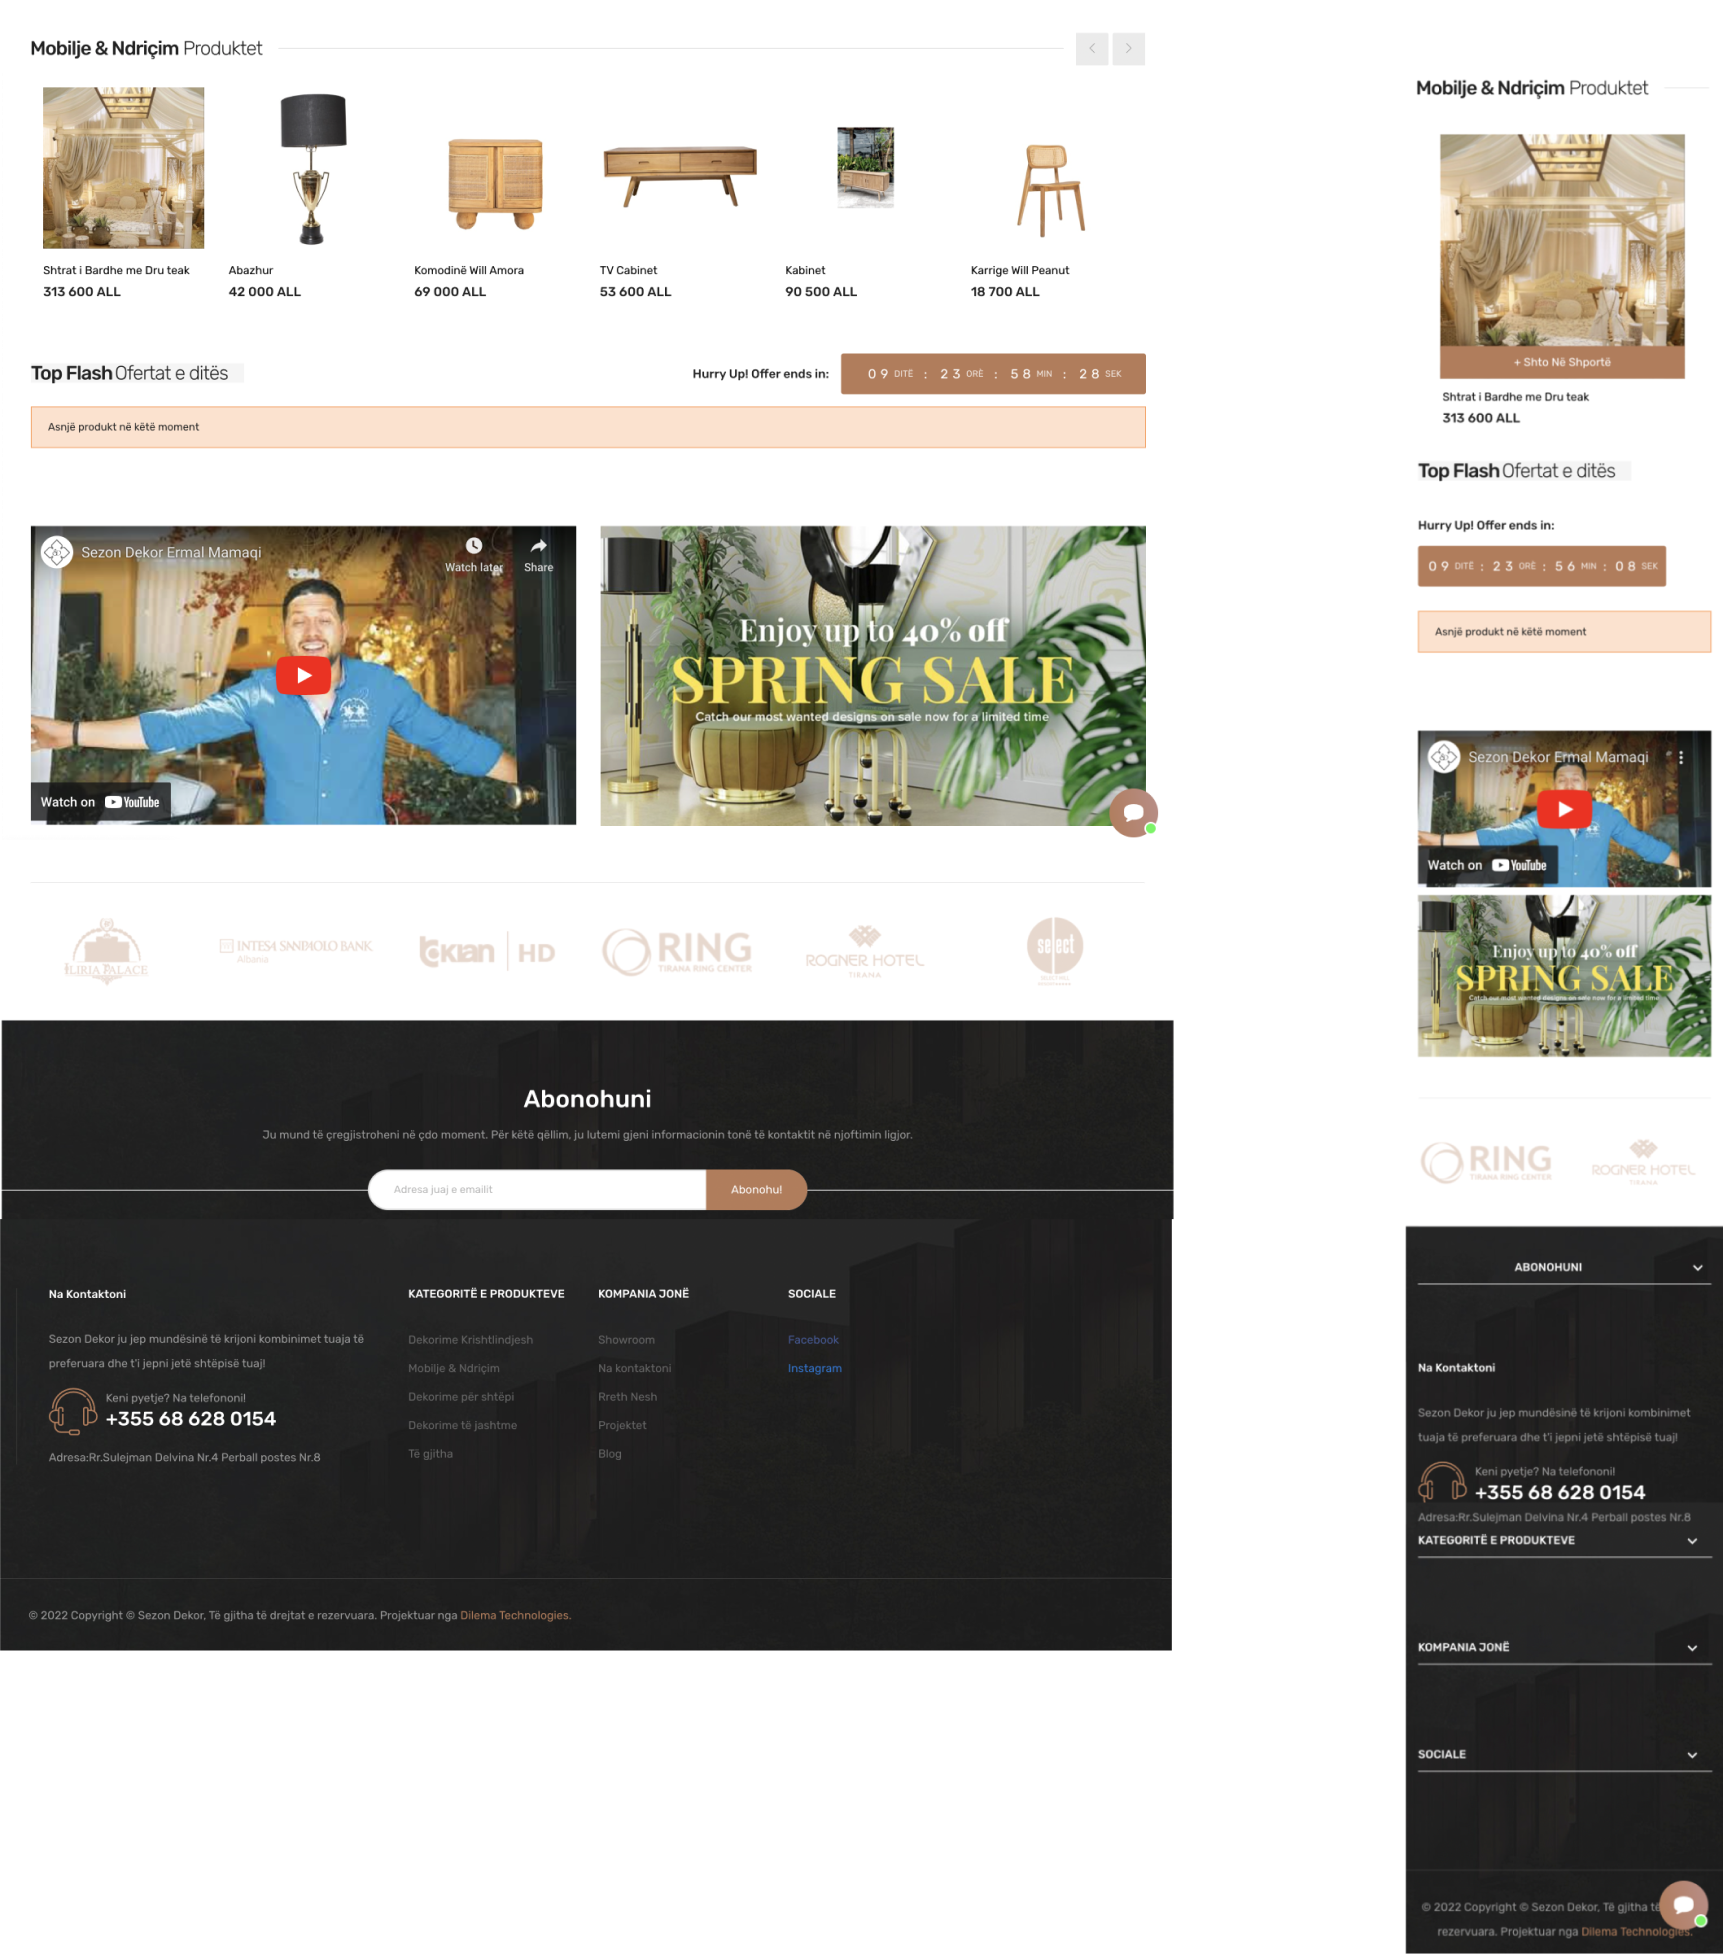 Mobilje & Ndriçim Produktet
Shtrat i Bardhe me Dru teak
313 600 ALL
Abazhur
42 000 ALL
Komodinë Will Amora
69 000 ALL
TV Cabinet
53 600 ALL
Kabinet
90 500 ALL
Karrige Will Peanut
18 700 ALL
Top Flash Ofertat e ditës
Hurry Up! Offer ends in:
09 DITË : 23 ORË : 58 MIN : 28 SEK
Asnjë produkt në këtë moment
Sezon Dekor Ermal Mamaqi
Watch later
Share
Watch on YouTube
Enjoy up to 40% off
SPRING SALE
Catch our most wanted designs on sale now for a limited time
ILIRIA PALACE
INTESA SANPAOLO BANK
Albania
tokian HD
RING
TIRANA RING CENTER
ROGNER HOTEL
TIRANA
select
Abonohuni
Ju mund të çregjistroheni në çdo moment. Për këtë qëllim, ju lutemi gjeni informacionin tonë të kontaktit në njoftimin ligjor.
Adresa juaj e emailit
Abonohu!
Na Kontaktoni
Sezon Dekor ju jep mundësinë të krijoni kombinimet tuaja të
preferuara dhe t'i jepni jetë shtëpisë tuaj!
Keni pyetje? Na telefononi!
+355 68 628 0154
Adresa:Rr.Sulejman Delvina Nr.4 Perball postes Nr.8
KATEGORITË E PRODUKTEVE
Dekorime Krishtlindjesh
Mobilje & Ndriçim
Dekorime për shtëpi
Dekorime të jashtme
Të gjitha
KOMPANIA JONË
Showroom
Na kontaktoni
Rreth Nesh
Projektet
Blog
SOCIALE
Facebook
Instagram
© 2022 Copyright © Sezon Dekor, Të gjitha të drejtat e rezervuara. Projektuar nga Dilema Technologies.
Mobilje & Ndriçim Produktet
+ Shto Në Shportë
Shtrat i Bardhe me Dru teak
313 600 ALL
Top Flash Ofertat e ditës
Hurry Up! Offer ends in:
09 DITË : 23 ORË : 56 MIN : 08 SEK
Asnjë produkt në këtë moment
Sezon Dekor Ermal Mamaqi
Watch on YouTube
Enjoy up to 40% off
SPRING SALE
Catch our most wanted designs on sale now for a limited time
RING
TIRANA RING CENTER
ROGNER HOTEL
TIRANA
ABONOHUNI
Na Kontaktoni
Sezon Dekor ju jep mundësinë të krijoni kombinimet
tuaja të preferuara dhe t'i jepni jetë shtëpisë tuaj!
Keni pyetje? Na telefononi!
+355 68 628 0154
Adresa:Rr.Sulejman Delvina Nr.4 Perball postes Nr.8
KATEGORITË E PRODUKTEVE
KOMPANIA JONË
SOCIALE
© 2022 Copyright © Sezon Dekor, Të gjitha të
rezervuara. Projektuar nga Dilema Technologies.